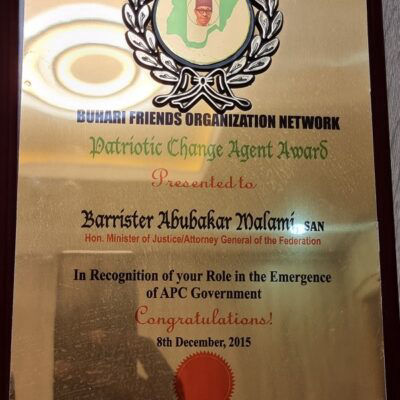 BUHARI FRIENDS ORGANIZATION NETWORK
Patriotic Change Agent Award
Presented to
Barrister Abubakar Malami, SAN
Hon. Minister of Justice/Attorney General of the Federation
In Recognition of your Role in the Emergence
of APC Government
Congratulations!
8th December, 2015